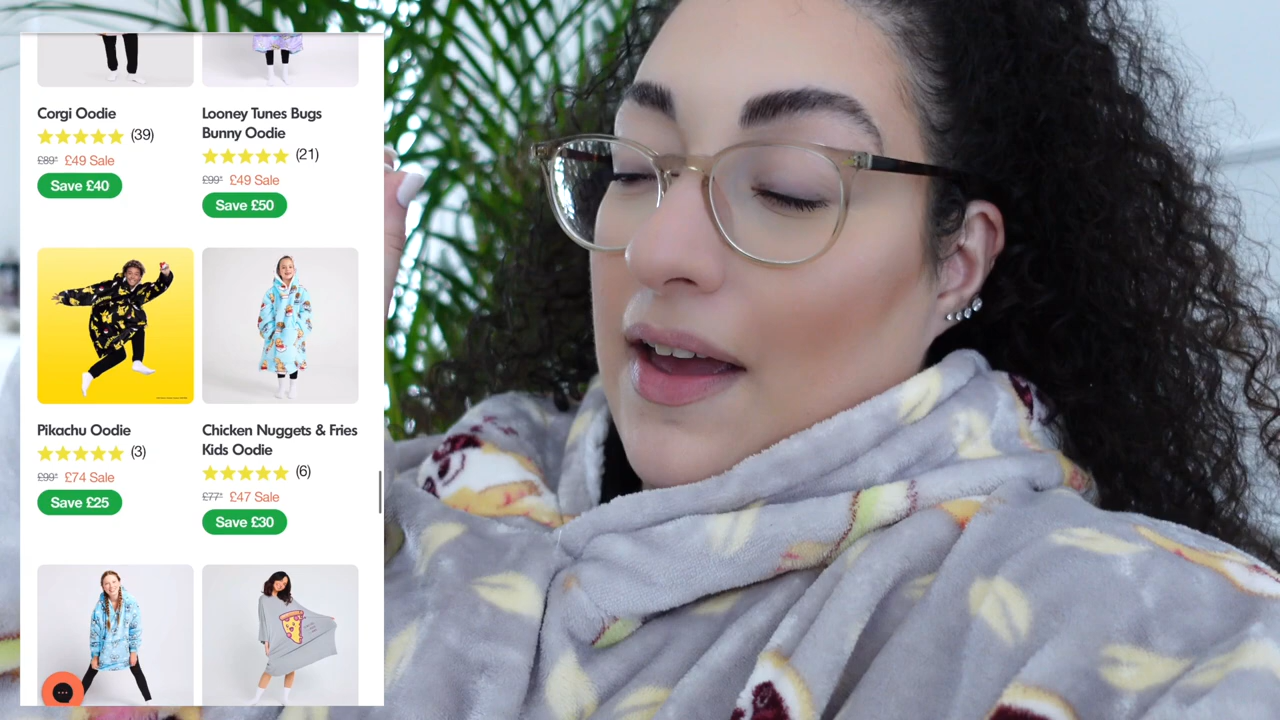 Corgi Oodie
(39)
£89* £49 Sale
Save £40
Looney Tunes Bugs
Bunny Oodie
(21)
£99* £49 Sale
Save £50
Pikachu Oodie
(3)
£99* £74 Sale
Save £25
Chicken Nuggets & Fries
Kids Oodie
(6)
£77* £47 Sale
Save £30